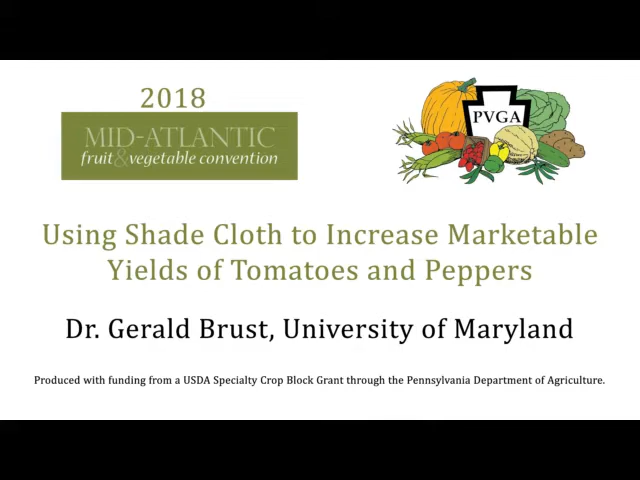 2018
MID-ATLANTIC
fruit & vegetable convention
PVGA
Using Shade Cloth to Increase Marketable
Yields of Tomatoes and Peppers
Dr. Gerald Brust, University of Maryland
Produced with funding from a USDA Specialty Crop Block Grant through the Pennsylvania Department of Agriculture.